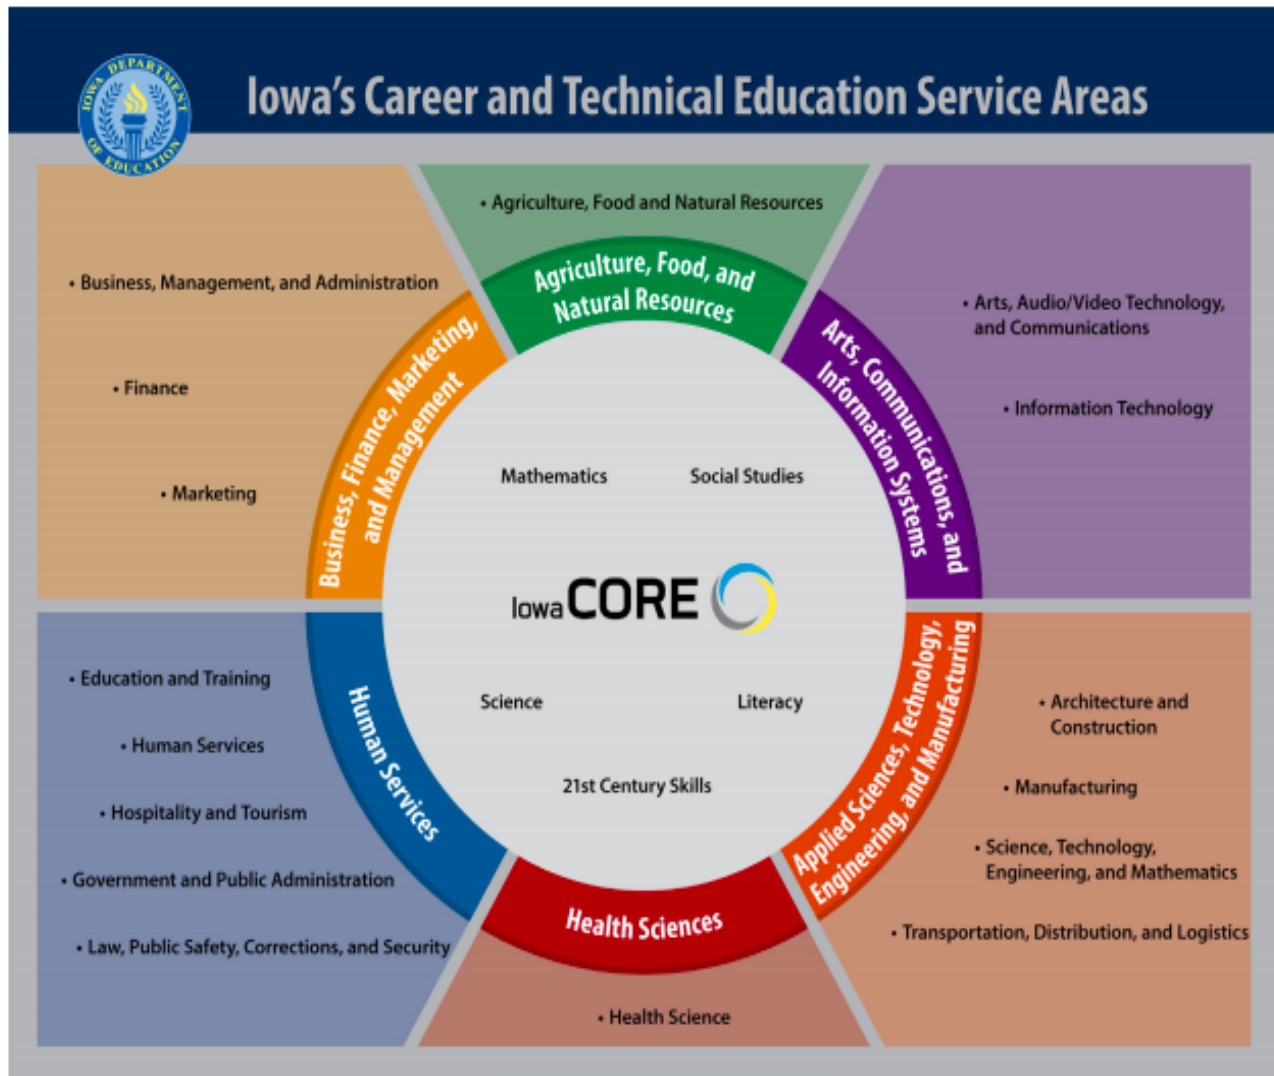 IOWA DEPARTMENT
OF EDUCATION
Iowa's Career and Technical Education Service Areas
• Agriculture, Food and Natural Resources
Agriculture, Food, and
Natural Resources
• Business, Management, and Administration
• Finance
• Marketing
Business, Finance, Marketing,
and Management
• Arts, Audio/Video Technology,
and Communications
• Information Technology
Arts, Communications, and
Information Systems
Mathematics
Social Studies
Iowa CORE
Science
Literacy
21st Century Skills
• Education and Training
• Human Services
• Hospitality and Tourism
• Government and Public Administration
• Law, Public Safety, Corrections, and Security
Human Services
• Architecture and
Construction
• Manufacturing
• Science, Technology,
Engineering, and Mathematics
• Transportation, Distribution, and Logistics
Applied Sciences, Technology,
Engineering, and Manufacturing
Health Sciences
• Health Science